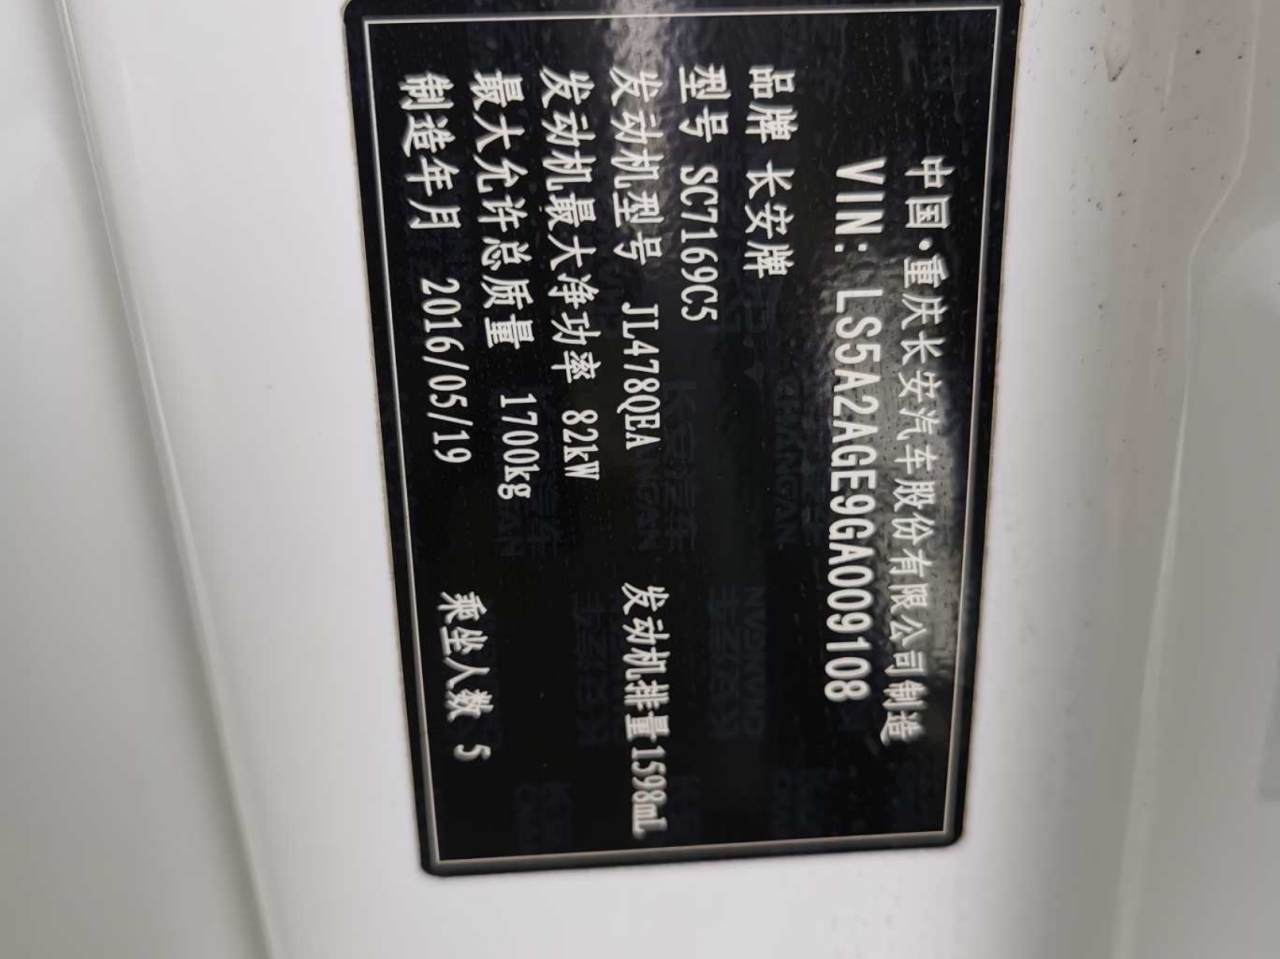 中国·重庆长安汽车股份有限公司制造
VIN: LS5A2AGE9GA009108
品牌 长安牌
型号 SC7169C5
发动机型号 JL478QEA 发动机排量1598mL
发动机最大净功率 82kW
最大允许总质量 1700kg
制造年月 2016/05/19 乘坐人数 5